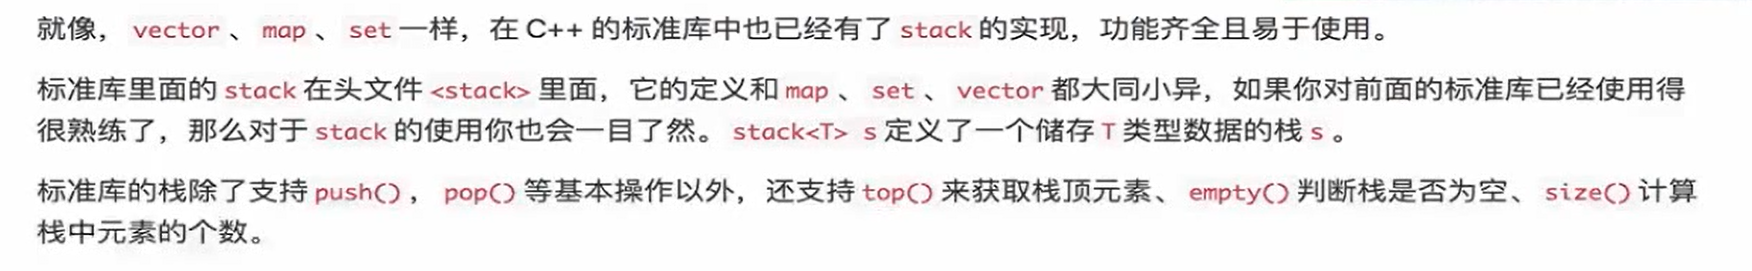 就像， vector 、 map 、 set 一样，在 C++ 的标准库中也已经有了 stack 的实现，功能齐全且易于使用。
标准库里面的 stack 在头文件 <stack> 里面，它的定义和 map 、 set 、 vector 都大同小异，如果你对前面的标准库已经使用得
很熟练了，那么对于 stack 的使用你也会一目了然。 stack<T> s 定义了一个储存 T 类型数据的栈 s 。
标准库的栈除了支持 push() ， pop() 等基本操作以外，还支持 top() 来获取栈顶元素、 empty() 判断栈是否为空、 size() 计算
栈中元素的个数。